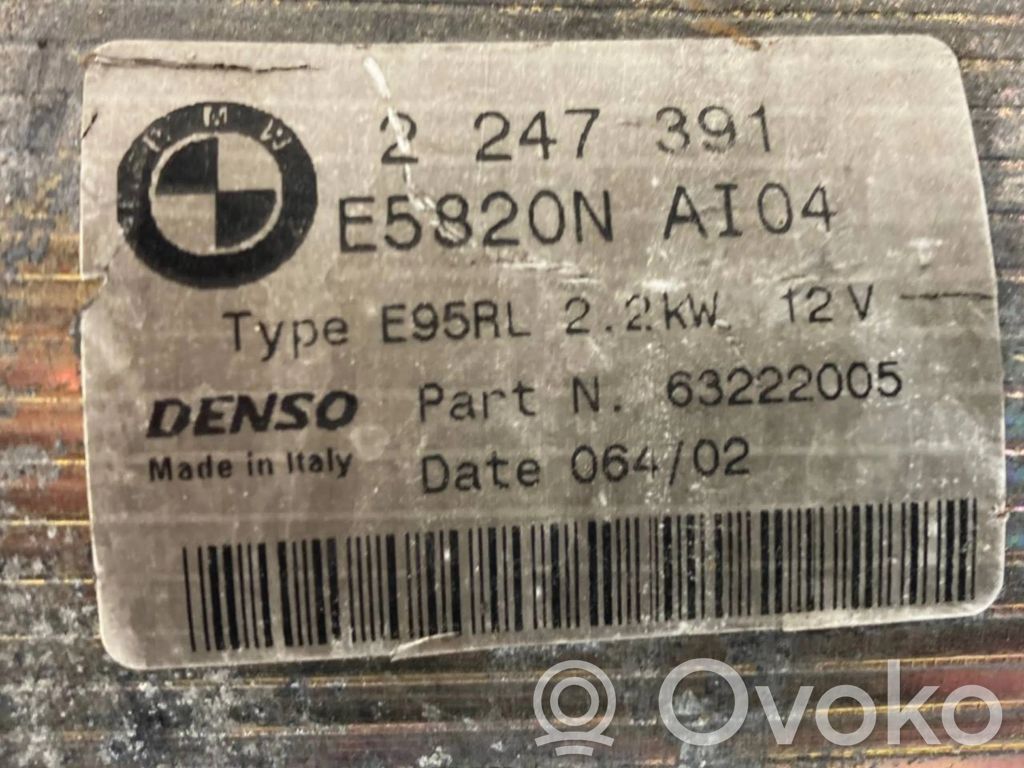 BMW
2 247 391
E5820N AI04
Type E95RL 2.2kW 12V
DENSO Part N. 63222005
Made in Italy Date 064/02
Ovoko